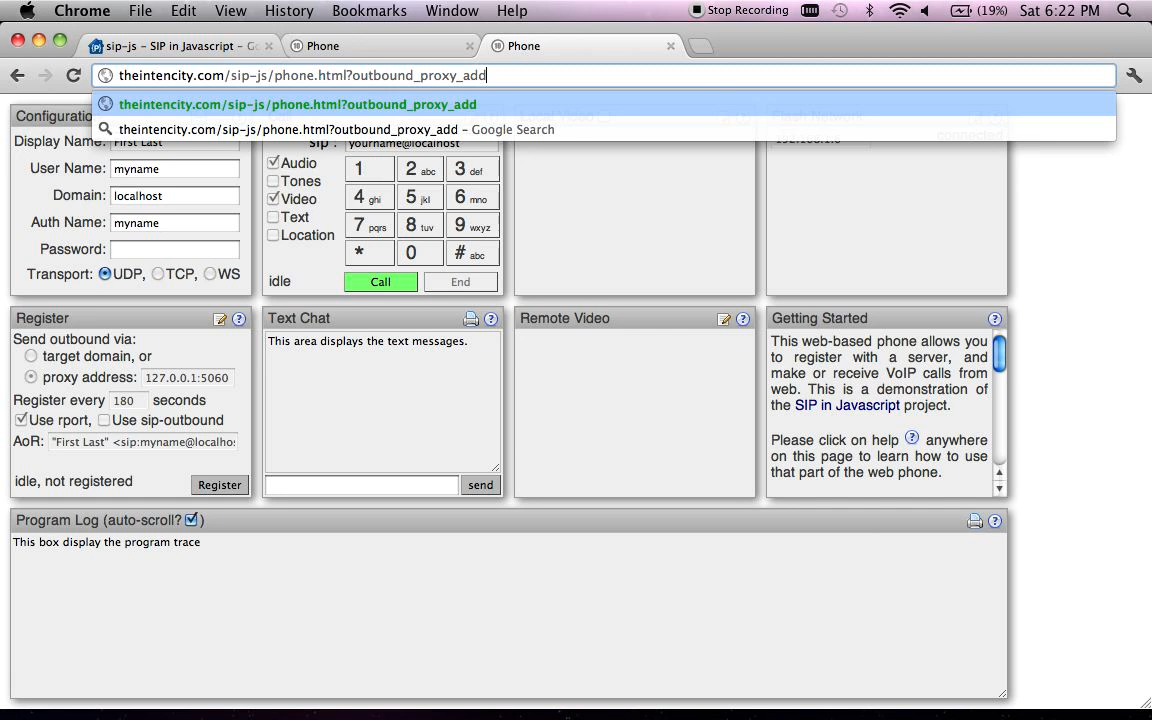 Chrome File Edit View History Bookmarks Window Help Stop Recording (19%) Sat 6:22 PM
sip-js – SIP in Javascript – Go
Phone
Phone
theintencity.com/sip-js/phone.html?outbound_proxy_add
theintencity.com/sip-js/phone.html?outbound_proxy_add
theintencity.com/sip-js/phone.html?outbound_proxy_add – Google Search
Display Name: First Last
User Name: myname
Domain: localhost
Auth Name: myname
Password:
Transport: UDP, TCP, WS
yourname@localhost
Audio
Tones
Video
Text
Location
1 2 abc 3 def
4 ghi 5 jkl 6 mno
7 pqrs 8 tuv 9 wxyz
* 0 # abc
idle Call End
Register
Send outbound via:
target domain, or
proxy address: 127.0.0.1:5060
Register every 180 seconds
Use rport, Use sip-outbound
AoR: "First Last" <sip:myname@localhos
idle, not registered Register
Text Chat
This area displays the text messages.
send
Remote Video
Getting Started
This web-based phone allows you
to register with a server, and
make or receive VoIP calls from
web. This is a demonstration of
the SIP in Javascript project.
Please click on help ? anywhere
on this page to learn how to use
that part of the web phone.
Program Log (auto-scroll? )
This box display the program trace